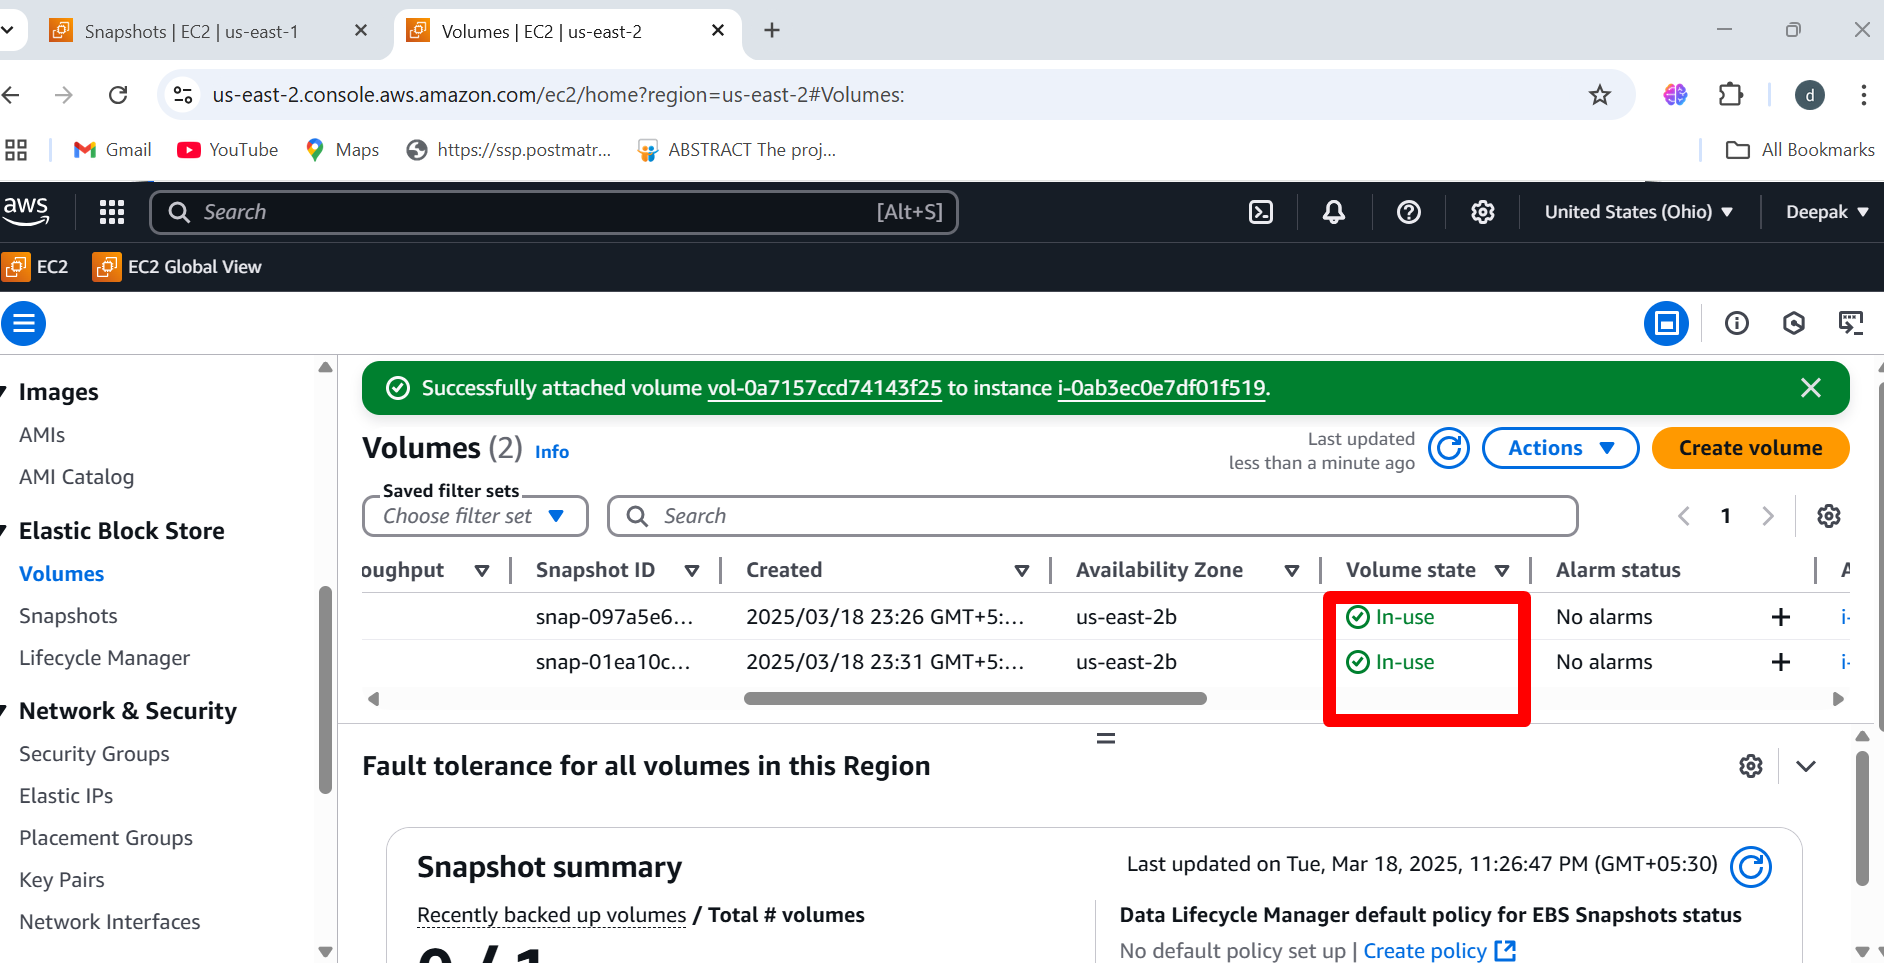 Snapshots | EC2 | us-east-1
Volumes | EC2 | us-east-2
us-east-2.console.aws.amazon.com/ec2/home?region=us-east-2#Volumes:
d
Gmail
YouTube
Maps
https://ssp.postmatr...
ABSTRACT The proj...
All Bookmarks
aws
Search
[Alt+S]
United States (Ohio)
Deepak
EC2
EC2 Global View
Images
AMIs
AMI Catalog
Elastic Block Store
Volumes
Snapshots
Lifecycle Manager
Network & Security
Security Groups
Elastic IPs
Placement Groups
Key Pairs
Network Interfaces
Successfully attached volume vol-0a7157ccd74143f25 to instance i-0ab3ec0e7df01f519.
Volumes (2) Info
Last updated
less than a minute ago
Actions
Create volume
Saved filter sets
Choose filter set
Search
1
oughput Snapshot ID Created Availability Zone Volume state Alarm status A
snap-097a5e6... 2025/03/18 23:26 GMT+5:... us-east-2b In-use No alarms + i-
snap-01ea10c... 2025/03/18 23:31 GMT+5:... us-east-2b In-use No alarms + i-
Fault tolerance for all volumes in this Region
Snapshot summary
Last updated on Tue, Mar 18, 2025, 11:26:47 PM (GMT+05:30)
Recently backed up volumes / Total # volumes
0 / 1
Data Lifecycle Manager default policy for EBS Snapshots status
No default policy set up | Create policy